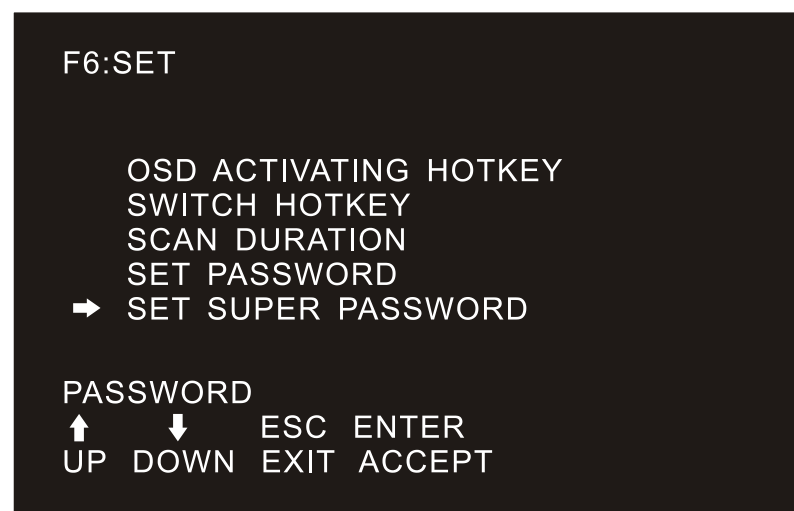 F6:SET
OSD ACTIVATING HOTKEY
SWITCH HOTKEY
SCAN DURATION
SET PASSWORD
➡ SET SUPER PASSWORD
PASSWORD
⬆ ⬇ ESC ENTER
UP DOWN EXIT ACCEPT